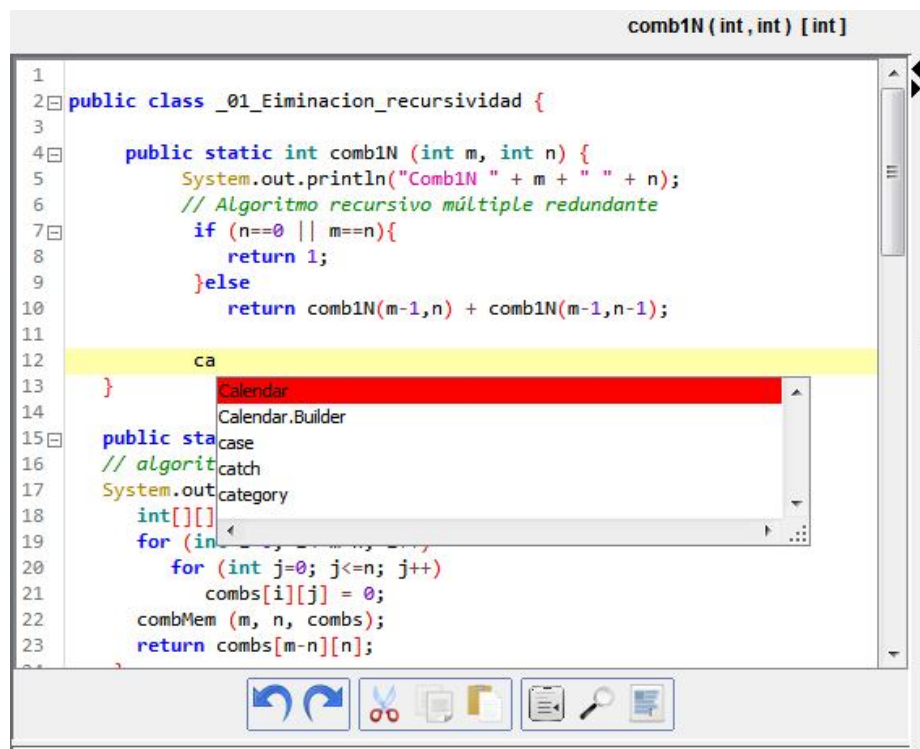 comb1N ( int , int ) [ int ]
1
2 public class _01_Eiminacion_recursividad {
3
4 public static int comb1N (int m, int n) {
5 System.out.println("Comb1N " + m + " " + n);
6 // Algoritmo recursivo múltiple redundante
7 if (n==0 || m==n){
8 return 1;
9 }else
10 return comb1N(m-1,n) + comb1N(m-1,n-1);
11
12 ca
13 }
Calendar
14
Calendar.Builder
15 public sta
case
16 // algorit
catch
17 System.out
category
18 int[][]
19 for (in
20 for (int j=0; j<=n; j++)
21 combs[i][j] = 0;
22 combMem (m, n, combs);
23 return combs[m-n][n];